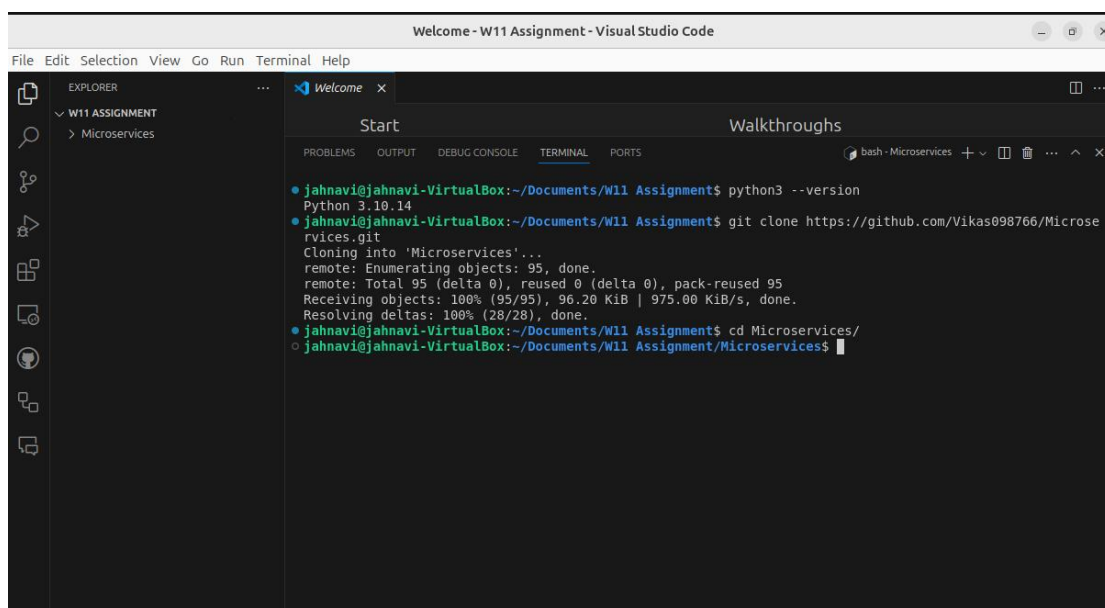 Welcome - W11 Assignment - Visual Studio Code
File Edit Selection View Go Run Terminal Help
EXPLORER
W11 ASSIGNMENT
Microservices
Welcome
Start
Walkthroughs
PROBLEMS OUTPUT DEBUG CONSOLE TERMINAL PORTS
bash - Microservices
jahnavi@jahnavi-VirtualBox:~/Documents/W11 Assignment$ python3 --version
Python 3.10.14
jahnavi@jahnavi-VirtualBox:~/Documents/W11 Assignment$ git clone https://github.com/Vikas098766/Microse
rvices.git
Cloning into 'Microservices'...
remote: Enumerating objects: 95, done.
remote: Total 95 (delta 0), reused 0 (delta 0), pack-reused 95
Receiving objects: 100% (95/95), 96.20 KiB | 975.00 KiB/s, done.
Resolving deltas: 100% (28/28), done.
jahnavi@jahnavi-VirtualBox:~/Documents/W11 Assignment$ cd Microservices/
jahnavi@jahnavi-VirtualBox:~/Documents/W11 Assignment/Microservices$